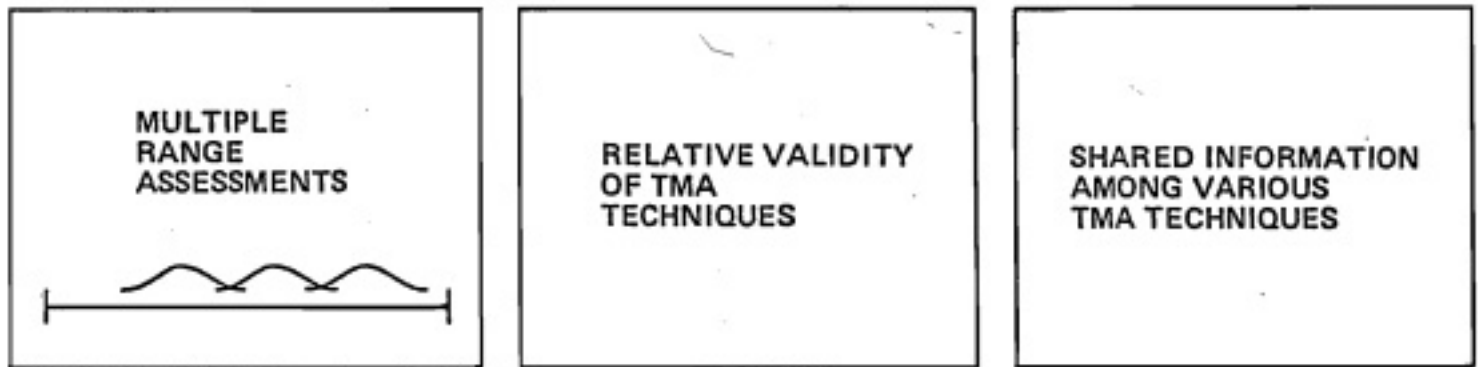 MULTIPLE
RANGE
ASSESSMENTS
RELATIVE VALIDITY
OF TMA
TECHNIQUES
SHARED INFORMATION
AMONG VARIOUS
TMA TECHNIQUES